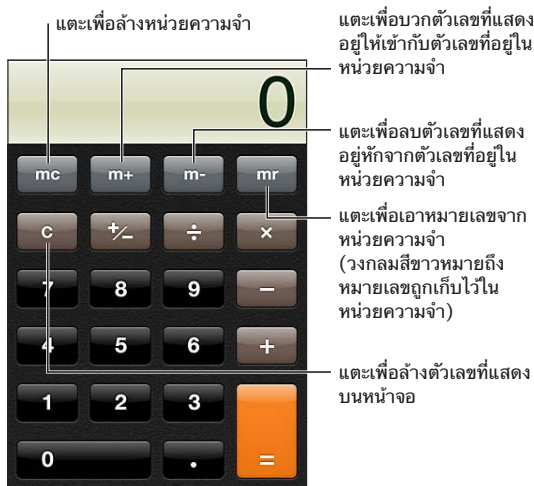 แตะเพื่อล้างหน่วยความจำ
แตะเพื่อบวกตัวเลขที่แสดง
อยู่ให้เข้ากับตัวเลขที่อยู่ใน
หน่วยความจำ
0
แตะเพื่อลบตัวเลขที่แสดง
อยู่หักจากตัวเลขที่อยู่ใน
หน่วยความจำ
mc m+ m- mr
แตะเพื่อเอาหมายเลขจาก
หน่วยความจำ
(วงกลมสีขาวหมายถึง
หมายเลขถูกเก็บไว้ใน
หน่วยความจำ)
c +/− ÷ ×
7 8 9 −
4 5 6 +
แตะเพื่อล้างตัวเลขที่แสดง
บนหน้าจอ
1 2 3
0 . =